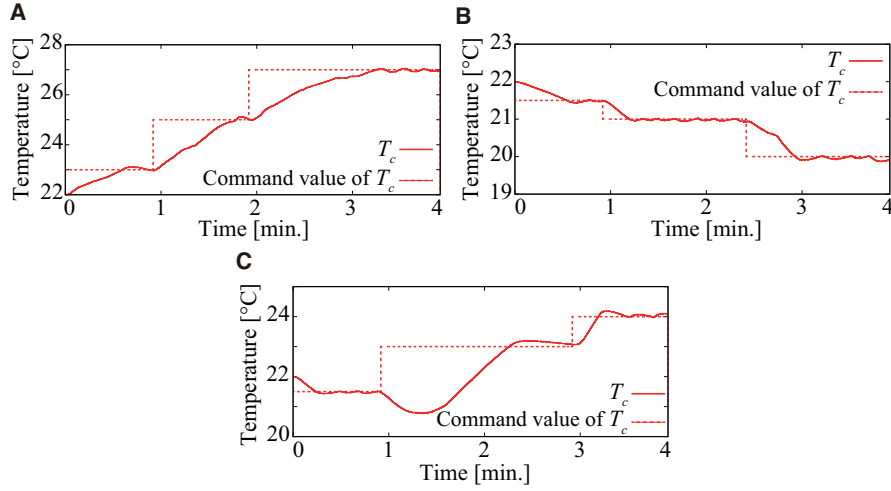 A
Temperature [°C]
28
26
24
22
0
1
2
3
4
Time [min.]
T_c
Command value of T_c
B
Temperature [°C]
23
22
21
20
19
0
1
2
3
4
Time [min.]
T_c
Command value of T_c
C
Temperature [°C]
24
22
20
0
1
2
3
4
Time [min.]
T_c
Command value of T_c